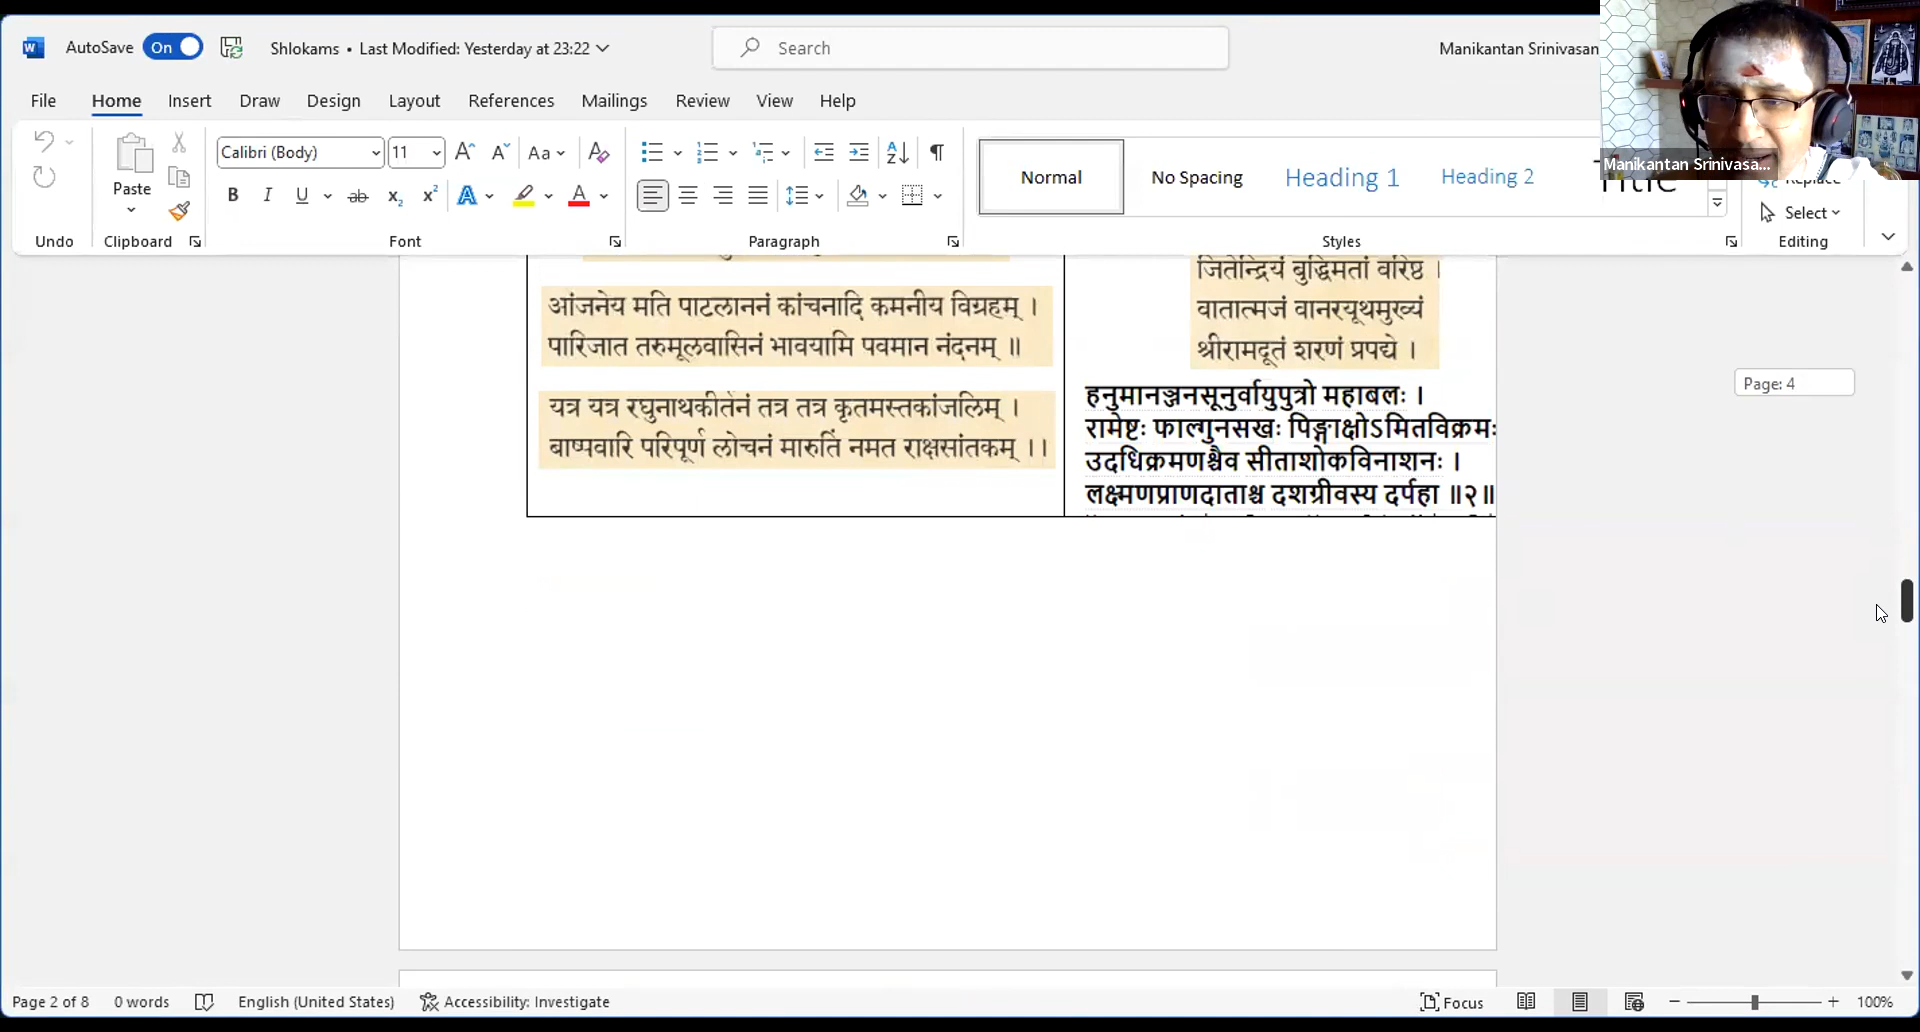 AutoSave On Shlokams • Last Modified: Yesterday at 23:22 Search Manikantan Srinivasan
File Home Insert Draw Design Layout References Mailings Review View Help
Manikantan Srinivasa...
Paste Calibri (Body) 11 Aa Normal No Spacing Heading 1 Heading 2 Title Replace
Select
Undo Clipboard Font Paragraph Styles Editing
आंजनेय मति पाटलाननं कांचनादि कमनीय विग्रहम् ।
पारिजात तरुमूलवासिनं भावयामि पवमान नंदनम् ॥
यत्र यत्र रघुनाथकीर्तनं तत्र तत्र कृतमस्तकांजलिम् ।
बाष्पवारि परिपूर्ण लोचनं मारुतिं नमत राक्षसांतकम् ।।
जितेन्द्रियं बुद्धिमतां वरिष्ठ ।
वातात्मजं वानरयूथमुख्यं
श्रीरामदूतं शरणं प्रपद्ये ।
हनुमानञ्जनसूनुर्वायुपुत्रो महाबलः ।
रामेष्टः फाल्गुनसखः पिङ्गाक्षोऽमितविक्रमः
उदधिक्रमणश्चैव सीताशोकविनाशनः ।
लक्ष्मणप्राणदाताश्च दशग्रीवस्य दर्पहा ॥२॥
Page: 4
Page 2 of 8 0 words English (United States) Accessibility: Investigate Focus 100%